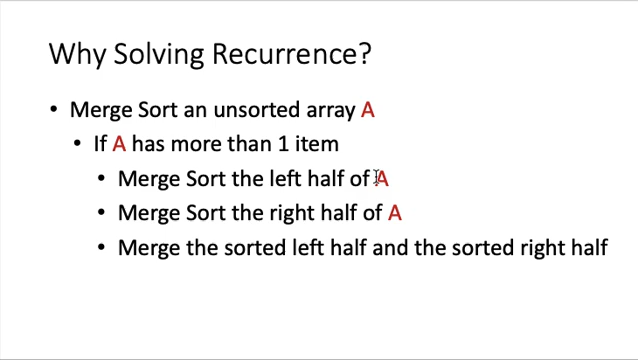 Why Solving Recurrence?
• Merge Sort an unsorted array A
• If A has more than 1 item
• Merge Sort the left half of A
• Merge Sort the right half of A
• Merge the sorted left half and the sorted right half